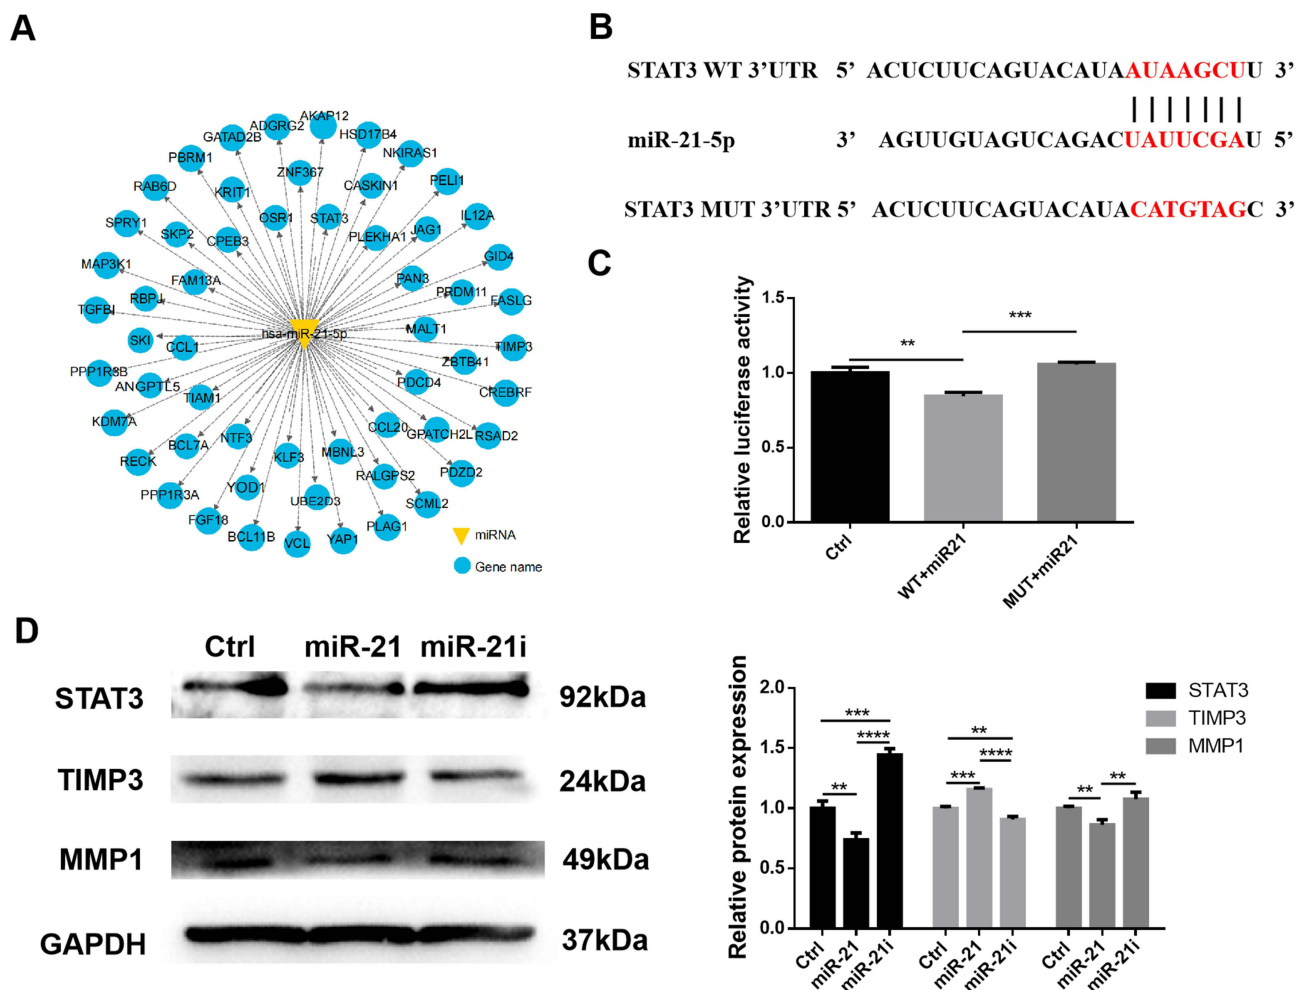 A
AKAP12
ADGRG2
HSD17B4
GATAD2B
NKIRAS1
PBRM1
ZNF367
CASKIN1
PELI1
RAB6D
KRIT1
OSR1
STAT3
IL12A
SPRY1
SKP2
CPEB3
PLEKHA1
JAG1
MAP3K1
FAM13A
PAN3
GID4
RBPJ
PRDM11
FASLG
TGFBI
hsa-miR-21-5p
MALT1
SKI
CCL1
TIMP3
ZBTB41
PPP1R3B
ANGPTL5
TIAM1
PDCD4
CREBRF
KDM7A
BCL7A
NTF3
CCL20
GPATCH2L
RSAD2
RECK
KLF3
MBNL3
RALGPS2
PDZD2
PPP1R3A
YOD1
UBE2D3
SCML2
FGF18
BCL11B
VCL
YAP1
PLAG1
miRNA
Gene name
B
STAT3 WT 3’UTR 5’ ACUCUUCAGUACAUAAUAAGCUU 3’
miR-21-5p 3’ AGUUGUAGUCAGACUAUUCGAU 5’
STAT3 MUT 3’UTR 5’ ACUCUUCAGUACAUACATGTAGC 3’
C
Relative luciferase activity
1.5
1.0
0.5
0.0
**
***
Ctrl
WT+miR21
MUT+miR21
D
Ctrl miR-21 miR-21i
STAT3 92kDa
TIMP3 24kDa
MMP1 49kDa
GAPDH 37kDa
Relative protein expression
2.0
1.5
1.0
0.5
0.0
***
****
**
**
****
***
**
**
STAT3
TIMP3
MMP1
Ctrl
miR-21
miR-21i
Ctrl
miR-21
miR-21i
Ctrl
miR-21
miR-21i